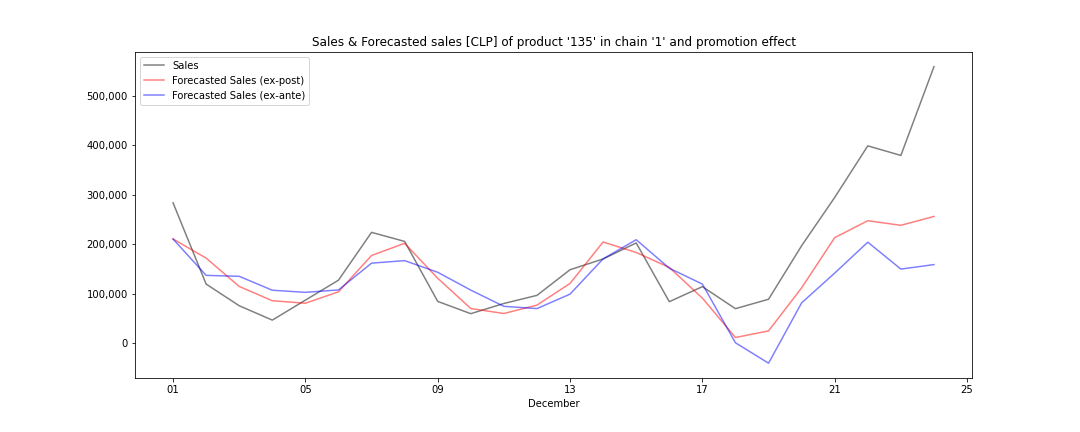 Sales & Forecasted sales [CLP] of product '135' in chain '1' and promotion effect
Sales
Forecasted Sales (ex-post)
Forecasted Sales (ex-ante)
500,000
400,000
300,000
200,000
100,000
0
01 05 09 13 17 21 25
December